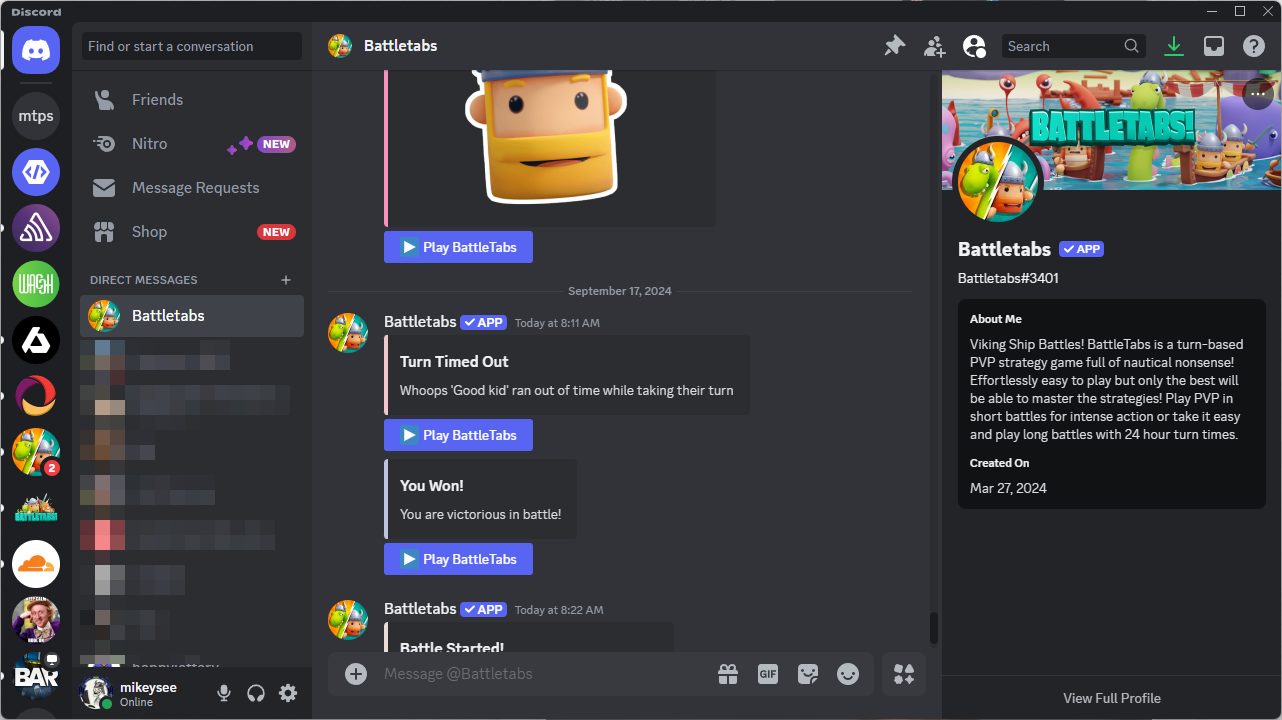 Discord
Find or start a conversation
Battletabs
Search
mtps
Friends
Nitro
NEW
Message Requests
Shop
NEW
DIRECT MESSAGES
Battletabs
WAGSH
2
BATTLETABS!
BAR
mikeysee
Online
Play BattleTabs
September 17, 2024
Battletabs APP Today at 8:11 AM
Turn Timed Out
Whoops 'Good kid' ran out of time while taking their turn
Play BattleTabs
You Won!
You are victorious in battle!
Play BattleTabs
Battletabs APP Today at 8:22 AM
Battle Started!
Message @Battletabs
GIF
BATTLETABS!
Battletabs APP
Battletabs#3401
About Me
Viking Ship Battles! BattleTabs is a turn-based
PVP strategy game full of nautical nonsense!
Effortlessly easy to play but only the best will
be able to master the strategies! Play PVP in
short battles for intense action or take it easy
and play long battles with 24 hour turn times.
Created On
Mar 27, 2024
View Full Profile